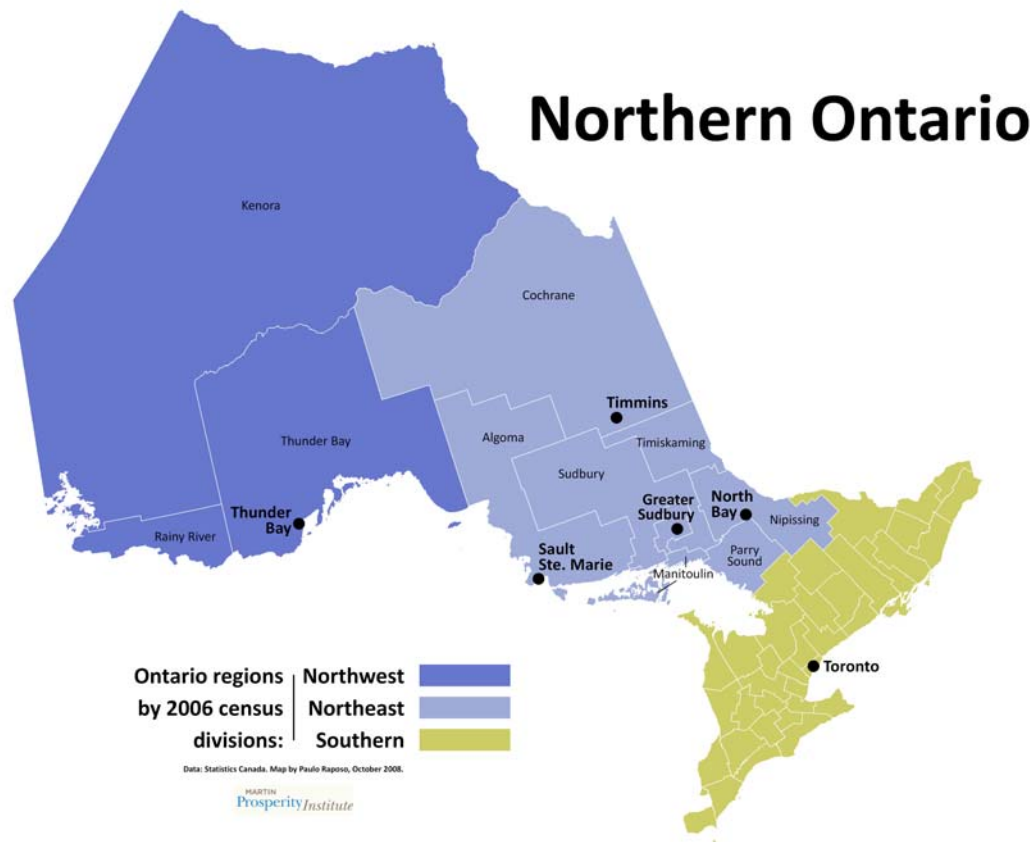 Northern Ontario
Kenora
Cochrane
Timmins
Thunder Bay
Algoma
Timiskaming
Sudbury
Greater
Sudbury
North
Bay
Thunder
Bay
Nipissing
Rainy River
Parry
Sound
Sault
Ste. Marie
Manitoulin
Toronto
Ontario regions
by 2006 census
divisions:
Northwest
Northeast
Southern
Data: Statistics Canada. Map by Paulo Raposo, October 2008.
MARTIN
Prosperity Institute